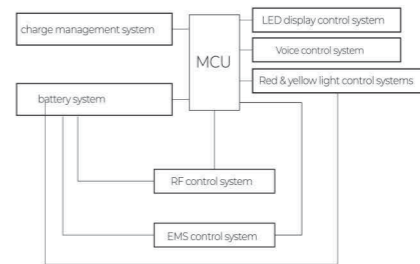 LED display control system
charge management system
Voice control system
MCU
Red & yellow light control systems
battery system
RF control system
EMS control system